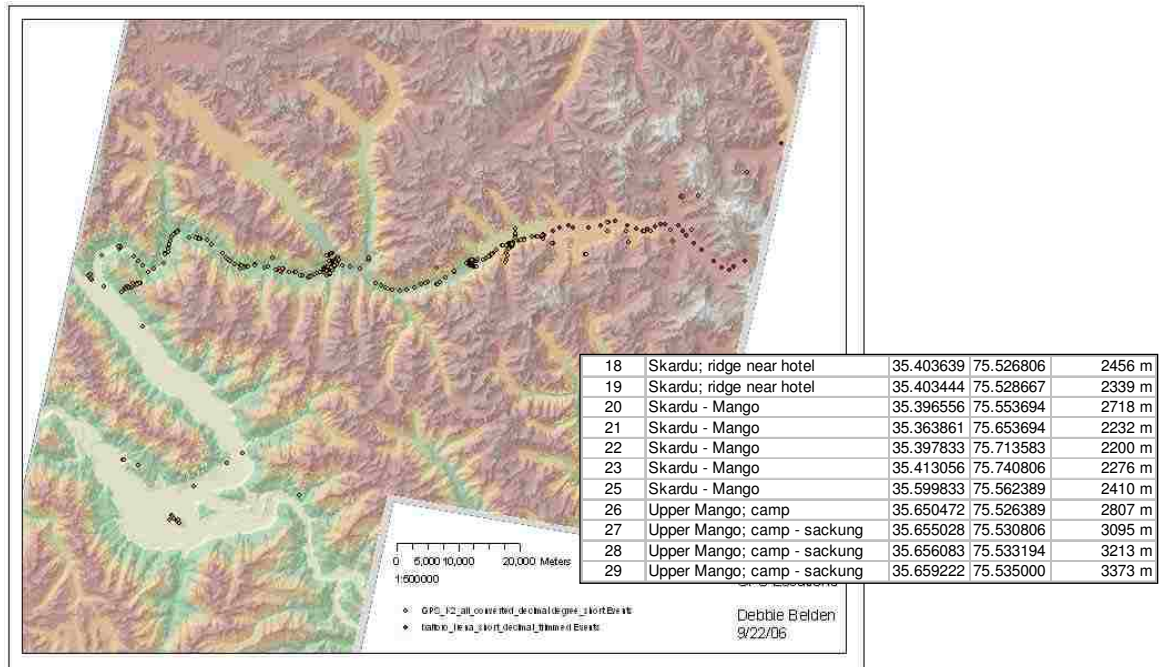 18 Skardu; ridge near hotel 35.403639 75.526806 2456 m
19 Skardu; ridge near hotel 35.403444 75.528667 2339 m
20 Skardu - Mango 35.396556 75.553694 2718 m
21 Skardu - Mango 35.363861 75.653694 2232 m
22 Skardu - Mango 35.397833 75.713583 2200 m
23 Skardu - Mango 35.413056 75.740806 2276 m
25 Skardu - Mango 35.599833 75.562389 2410 m
26 Upper Mango; camp 35.650472 75.526389 2807 m
27 Upper Mango; camp - sackung 35.655028 75.530806 3095 m
28 Upper Mango; camp - sackung 35.656083 75.533194 3213 m
29 Upper Mango; camp - sackung 35.659222 75.535000 3373 m
0 5,000 10,000 20,000 Meters
1:500000
GPS_K2_all_converted_decimal degree_short Events
Debbie Belden
9/22/06